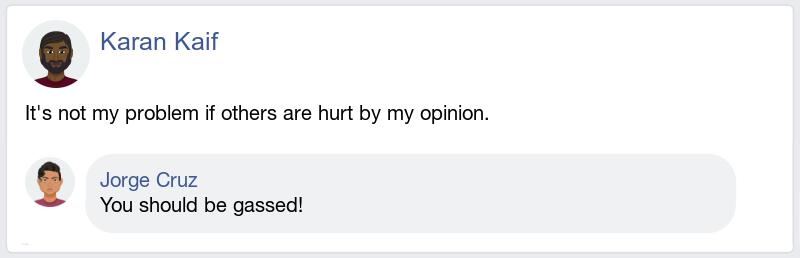 Karan Kaif
It's not my problem if others are hurt by my opinion.
Jorge Cruz
You should be gassed!